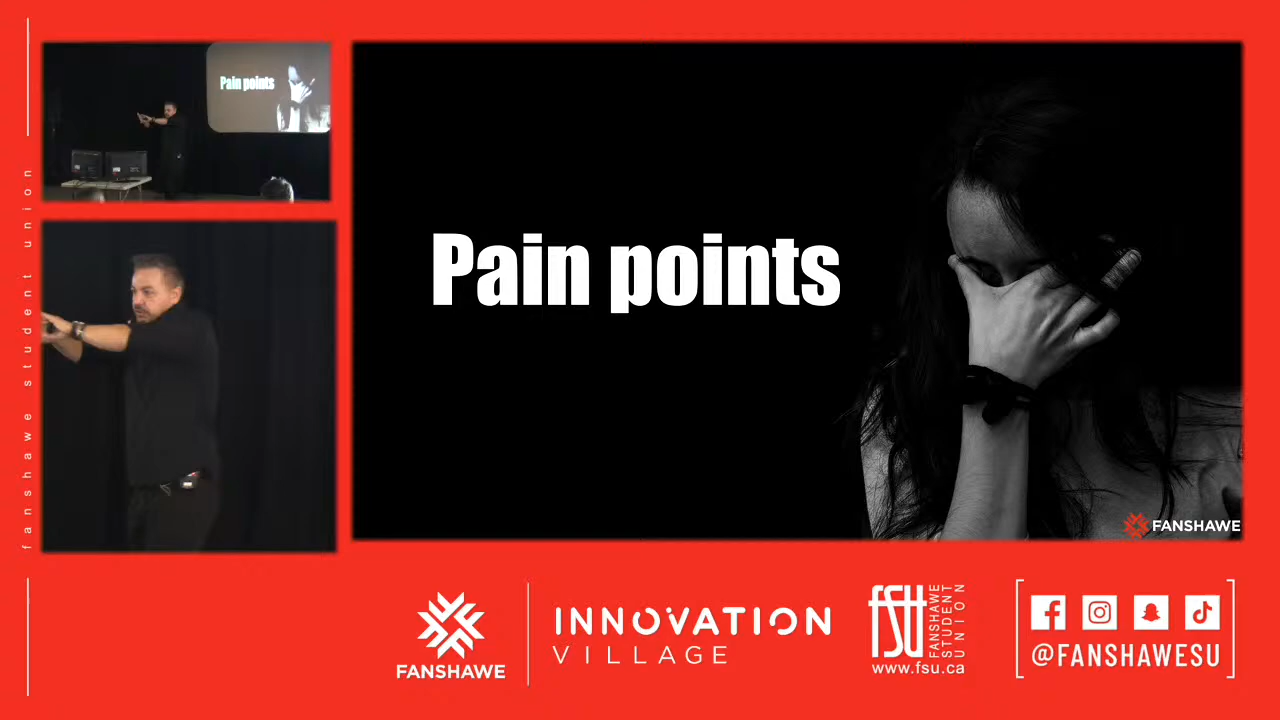 fanshawe student union
Pain points
Pain points
FANSHAWE
FANSHAWE
INNOVATION
VILLAGE
fsu
FANSHAWE
STUDENT
UNION
www.fsu.ca
@FANSHAWESU